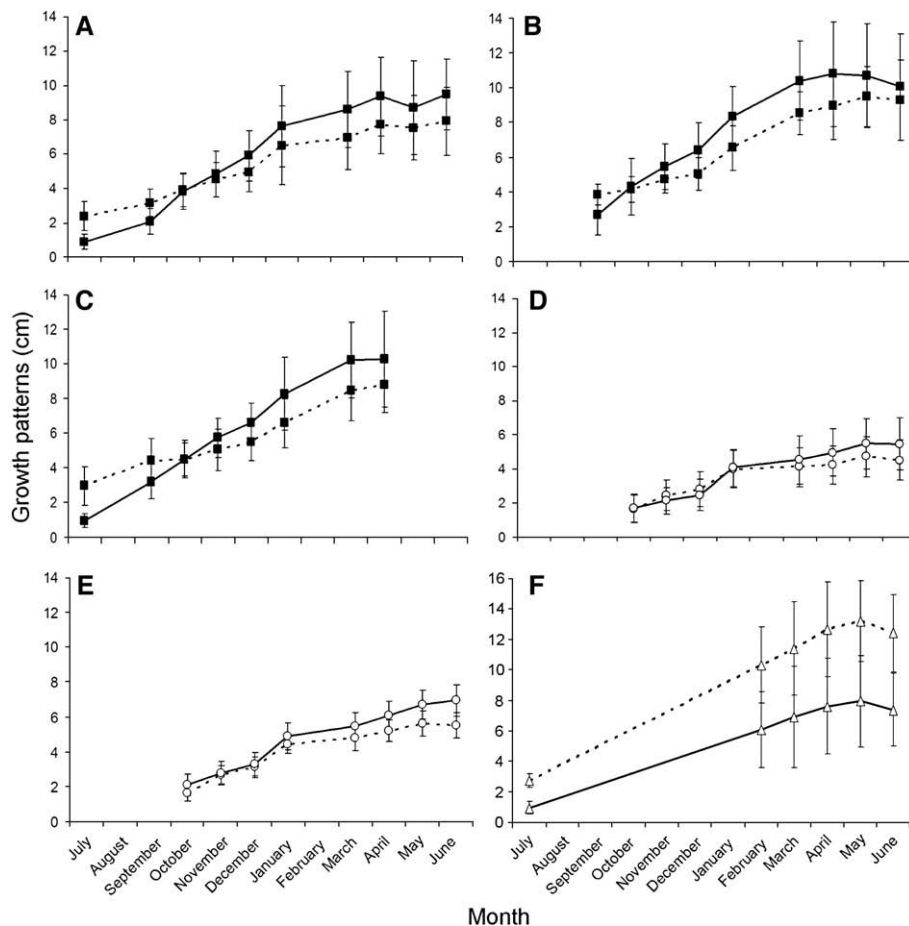 A
14
12
10
8
6
4
2
0
B
14
12
10
8
6
4
2
0
C
14
12
10
8
6
4
2
0
D
14
12
10
8
6
4
2
0
E
14
12
10
8
6
4
2
0
F
16
14
12
10
8
6
4
2
0
Growth patterns (cm)
July
August
September
October
November
December
January
February
March
April
May
June
July
August
September
October
November
December
January
February
March
April
May
June
Month